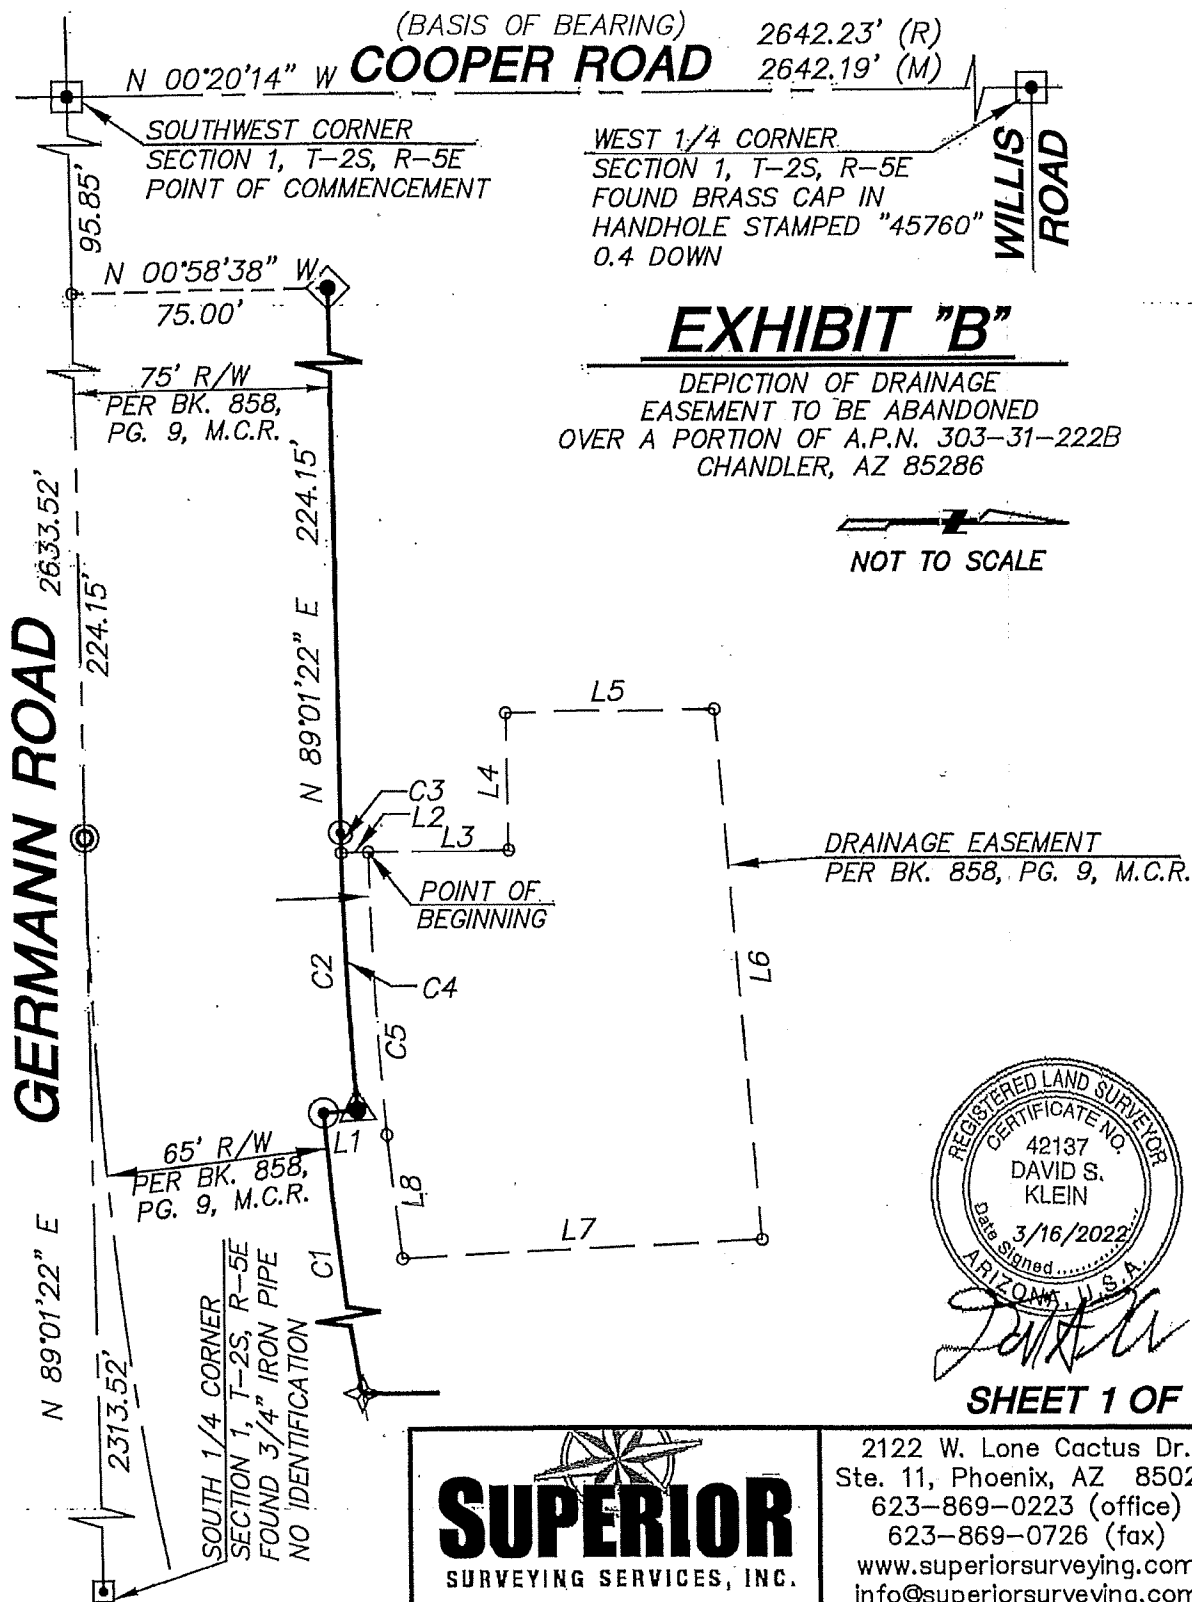 (BASIS OF BEARING)
COOPER ROAD
2642.23' (R)
2642.19' (M)
N 00°20'14" W
SOUTHWEST CORNER
SECTION 1, T-2S, R-5E
POINT OF COMMENCEMENT
WEST 1/4 CORNER
SECTION 1, T-2S, R-5E
FOUND BRASS CAP IN
HANDHOLE STAMPED "45760"
0.4 DOWN
WILLIS
ROAD
95.85'
N 00°58'38" W
75.00'
75' R/W
PER BK. 858,
PG. 9, M.C.R.
EXHIBIT "B"
DEPICTION OF DRAINAGE
EASEMENT TO BE ABANDONED
OVER A PORTION OF A.P.N. 303-31-222B
CHANDLER, AZ 85286
NOT TO SCALE
GERMANN ROAD
2633.52'
224.15'
N 89°01'22" E 224.15'
L5
L4
C3
L2
L3
POINT OF
BEGINNING
DRAINAGE EASEMENT
PER BK. 858, PG. 9, M.C.R.
C2
C4
C5
L6
L1
65' R/W
PER BK. 858,
PG. 9, M.C.R.
L8
L7
C1
N 89°01'22" E
2313.52'
SOUTH 1/4 CORNER
SECTION 1, T-2S, R-5E
FOUND 3/4" IRON PIPE
NO IDENTIFICATION
REGISTERED LAND SURVEYOR
CERTIFICATE NO.
42137
DAVID S.
KLEIN
3/16/2022
Date Signed
ARIZONA, U.S.A.
SHEET 1 OF
SUPERIOR
SURVEYING SERVICES, INC.
2122 W. Lone Cactus Dr.
Ste. 11, Phoenix, AZ 8502
623-869-0223 (office)
623-869-0726 (fax)
www.superiorsurveying.com
info@superiorsurveying.com